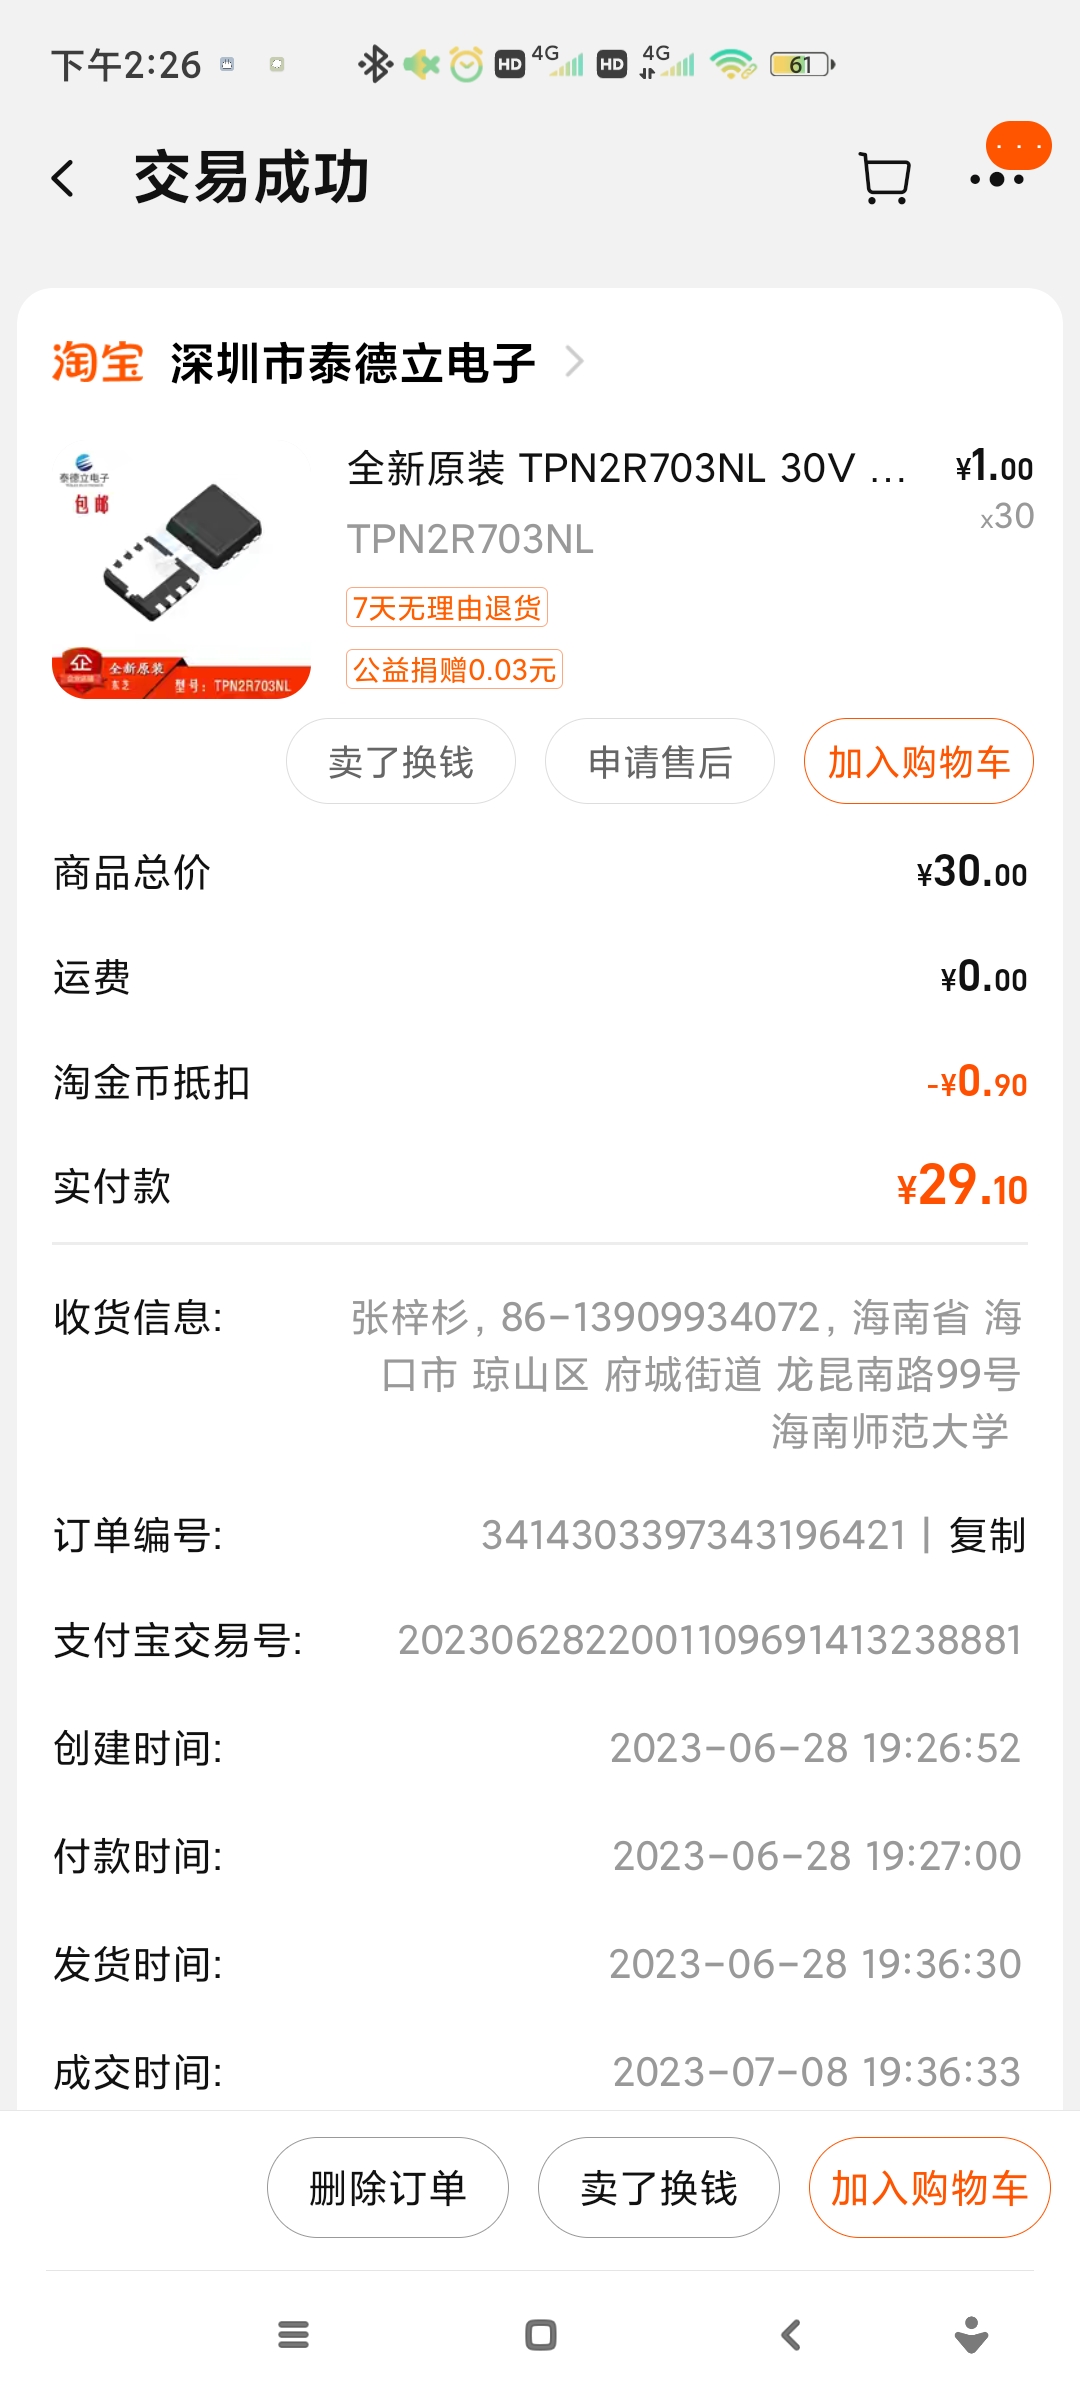 下午2:26
HD 4G HD 4G 61
交易成功
淘宝 深圳市泰德立电子
泰德立电子
包邮
企
全新原装
东芝
型号：TPN2R703NL
全新原装 TPN2R703NL 30V ... ¥1.00
TPN2R703NL x30
7天无理由退货
公益捐赠0.03元
卖了换钱 申请售后 加入购物车
商品总价 ¥30.00
运费 ¥0.00
淘金币抵扣 -¥0.90
实付款 ¥29.10
收货信息: 张梓杉, 86-13909934072, 海南省 海
口市 琼山区 府城街道 龙昆南路99号
海南师范大学
订单编号: 3414303397343196421 | 复制
支付宝交易号: 2023062822001109691413238881
创建时间: 2023-06-28 19:26:52
付款时间: 2023-06-28 19:27:00
发货时间: 2023-06-28 19:36:30
成交时间: 2023-07-08 19:36:33
删除订单 卖了换钱 加入购物车